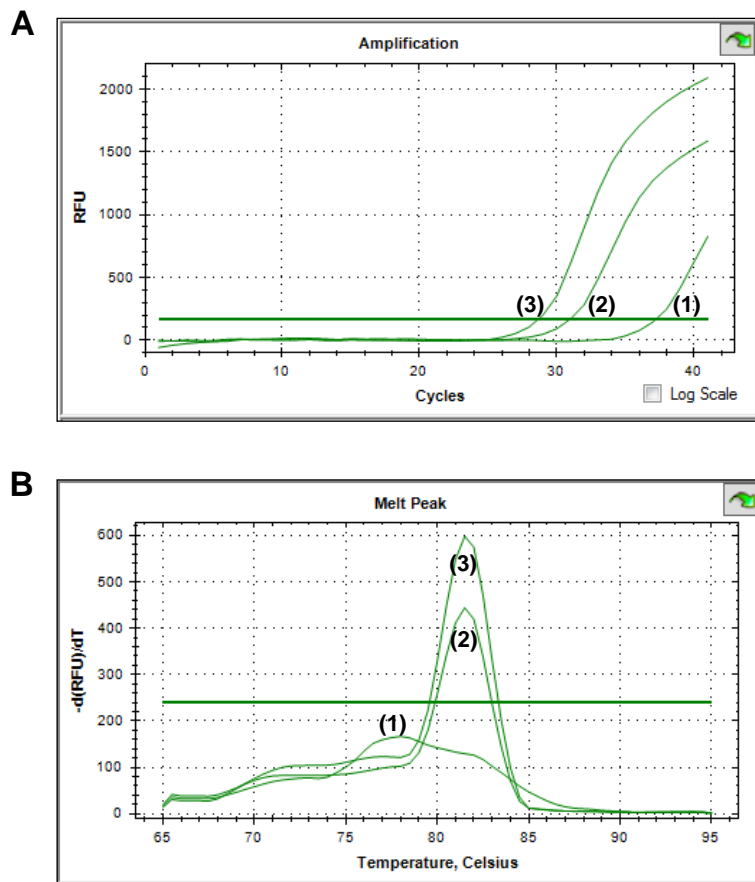 A
Amplification
2000
1500
1000
500
0
RFU
(3) (2) (1)
0 10 20 30 40
Cycles
Log Scale
B
Melt Peak
600
500
400
300
200
100
0
-d(RFU)/dT
(3)
(2)
(1)
65 70 75 80 85 90 95
Temperature, Celsius